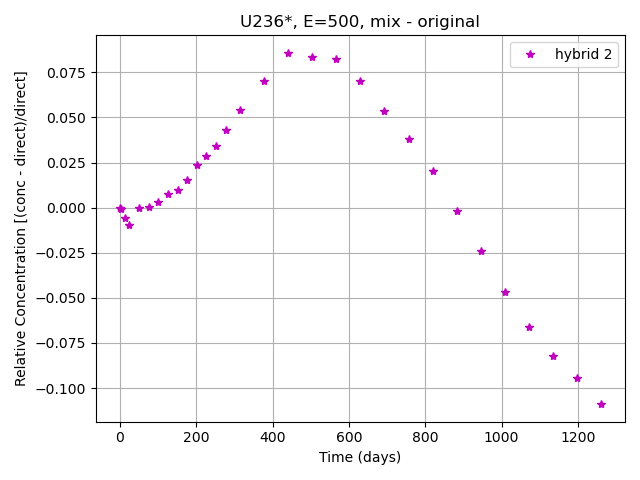 U236*, E=500, mix - original
hybrid 2
Relative Concentration [(conc - direct)/direct]
0.075
0.050
0.025
0.000
−0.025
−0.050
−0.075
−0.100
0 200 400 600 800 1000 1200
Time (days)